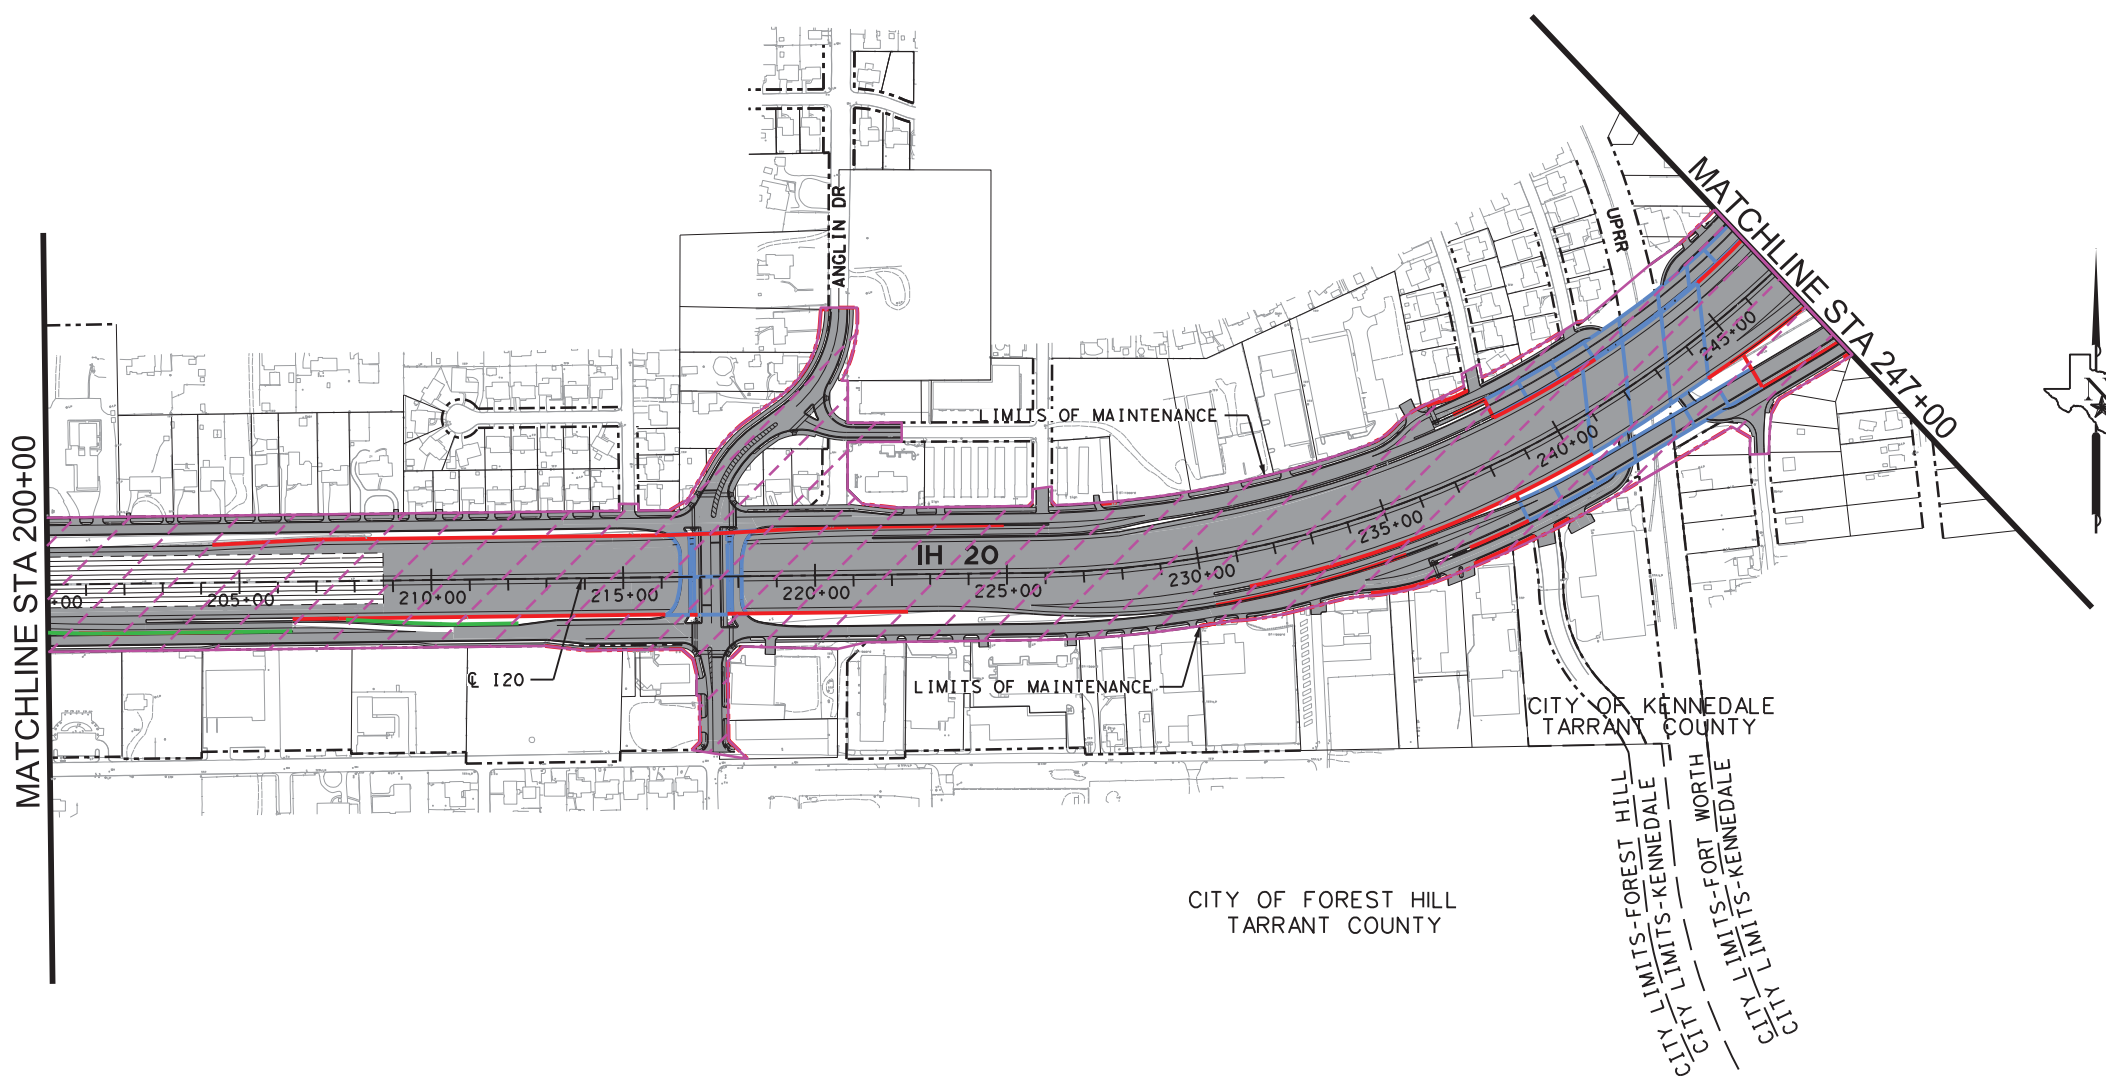 MATCHLINE STA 200+00
ANGLIN DR
UPRR
MATCHLINE STA 247+00
LIMITS OF MAINTENANCE
IH 20
+00
205+00
210+00
215+00
220+00
225+00
230+00
235+00
240+00
245+00
℄ I20
LIMITS OF MAINTENANCE
CITY OF KENNEDALE
TARRANT COUNTY
CITY OF FOREST HILL
TARRANT COUNTY
CITY LIMITS-FOREST HILL
CITY LIMITS-KENNEDALE
CITY LIMITS-FORT WORTH
CITY LIMITS-KENNEDALE